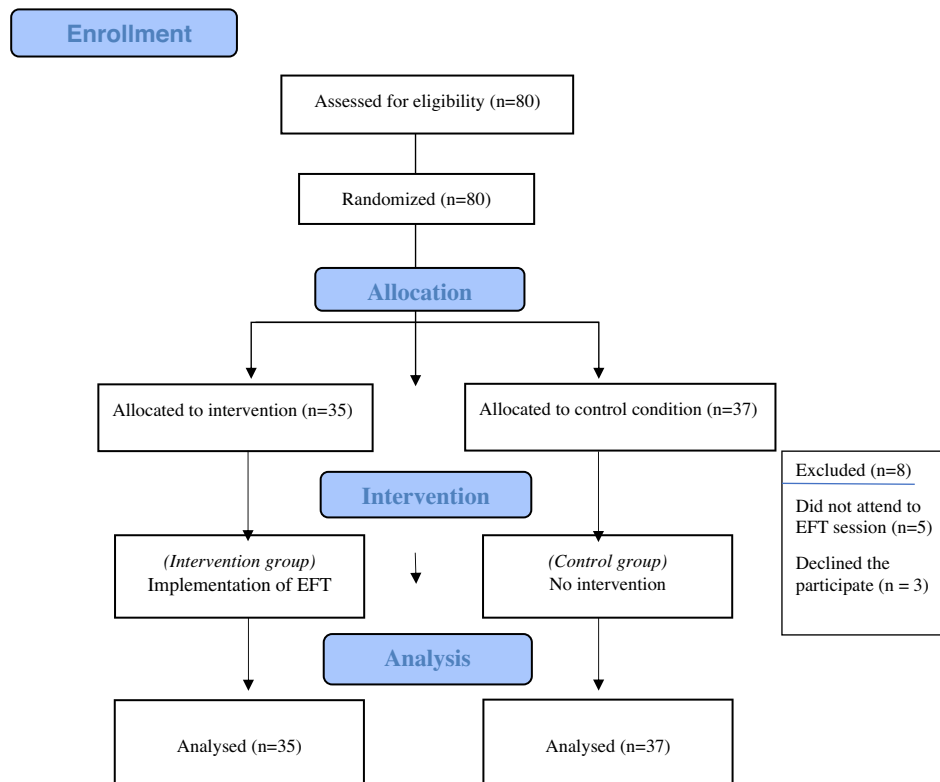 Enrollment
Assessed for eligibility (n=80)
Randomized (n=80)
Allocation
Allocated to intervention (n=35)
Allocated to control condition (n=37)
Excluded (n=8)
Did not attend to
EFT session (n=5)
Declined the
participate (n = 3)
Intervention
(Intervention group)
Implementation of EFT
(Control group)
No intervention
Analysis
Analysed (n=35)
Analysed (n=37)